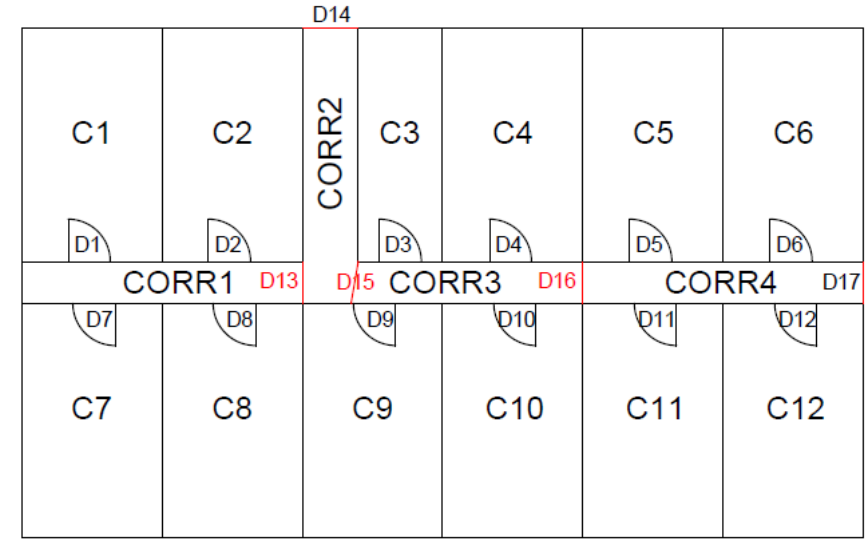 D14
C1 C2 CORR2 C3 C4 C5 C6
D1 D2 D3 D4 D5 D6
CORR1 D13 D15 CORR3 D16 CORR4 D17
D7 D8 D9 D10 D11 D12
C7 C8 C9 C10 C11 C12